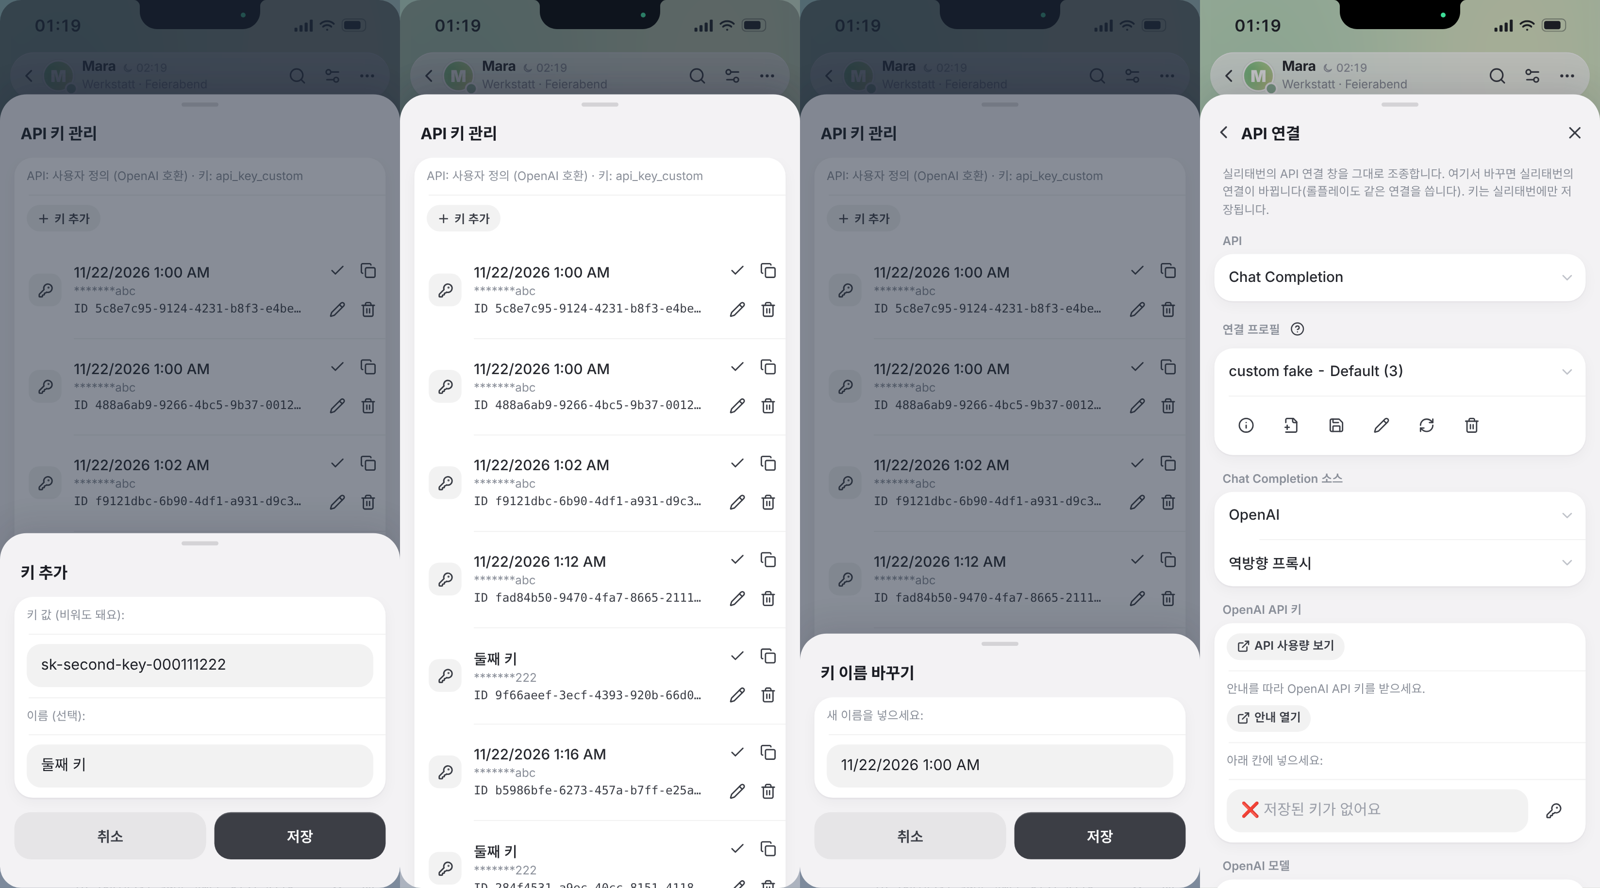 01:19
Mara 02:19
Werkstatt · Feierabend
API 키 관리
API: 사용자 정의 (OpenAI 호환) · 키: api_key_custom
+ 키 추가
11/22/2026 1:00 AM
*******abc
ID 5c8e7c95-9124-4231-b8f3-e4be…
11/22/2026 1:00 AM
*******abc
ID 488a6ab9-9266-4bc5-9b37-0012…
11/22/2026 1:02 AM
*******abc
ID f9121dbc-6b90-4df1-a931-d9c3…
키 추가
키 값 (비워도 돼요):
sk-second-key-000111222
이름 (선택):
둘째 키
취소
저장
01:19
Mara 02:19
Werkstatt · Feierabend
API 키 관리
API: 사용자 정의 (OpenAI 호환) · 키: api_key_custom
+ 키 추가
11/22/2026 1:00 AM
*******abc
ID 5c8e7c95-9124-4231-b8f3-e4be…
11/22/2026 1:00 AM
*******abc
ID 488a6ab9-9266-4bc5-9b37-0012…
11/22/2026 1:02 AM
*******abc
ID f9121dbc-6b90-4df1-a931-d9c3…
11/22/2026 1:12 AM
*******abc
ID fad84b50-9470-4fa7-8665-2111…
둘째 키
*******222
ID 9f66aeef-3ecf-4393-920b-66d0…
11/22/2026 1:16 AM
*******abc
ID b5986bfe-6273-457a-b7ff-e25a…
둘째 키
*******222
01:19
Mara 02:19
Werkstatt · Feierabend
API 키 관리
API: 사용자 정의 (OpenAI 호환) · 키: api_key_custom
+ 키 추가
11/22/2026 1:00 AM
*******abc
ID 5c8e7c95-9124-4231-b8f3-e4be…
11/22/2026 1:00 AM
*******abc
ID 488a6ab9-9266-4bc5-9b37-0012…
11/22/2026 1:02 AM
*******abc
ID f9121dbc-6b90-4df1-a931-d9c3…
11/22/2026 1:12 AM
*******abc
ID fad84b50-9470-4fa7-8665-2111…
키 이름 바꾸기
새 이름을 넣으세요:
11/22/2026 1:00 AM
취소
저장
01:19
M Mara 02:19
Werkstatt · Feierabend
API 연결
실리태번의 API 연결 창을 그대로 조종합니다. 여기서 바꾸면 실리태번의
연결이 바뀝니다(롤플레이도 같은 연결을 씁니다). 키는 실리태번에만 저
장됩니다.
API
Chat Completion
연결 프로필
custom fake - Default (3)
Chat Completion 소스
OpenAI
역방향 프록시
OpenAI API 키
API 사용량 보기
안내를 따라 OpenAI API 키를 받으세요.
안내 열기
아래 칸에 넣으세요:
❌ 저장된 키가 없어요
OpenAI 모델